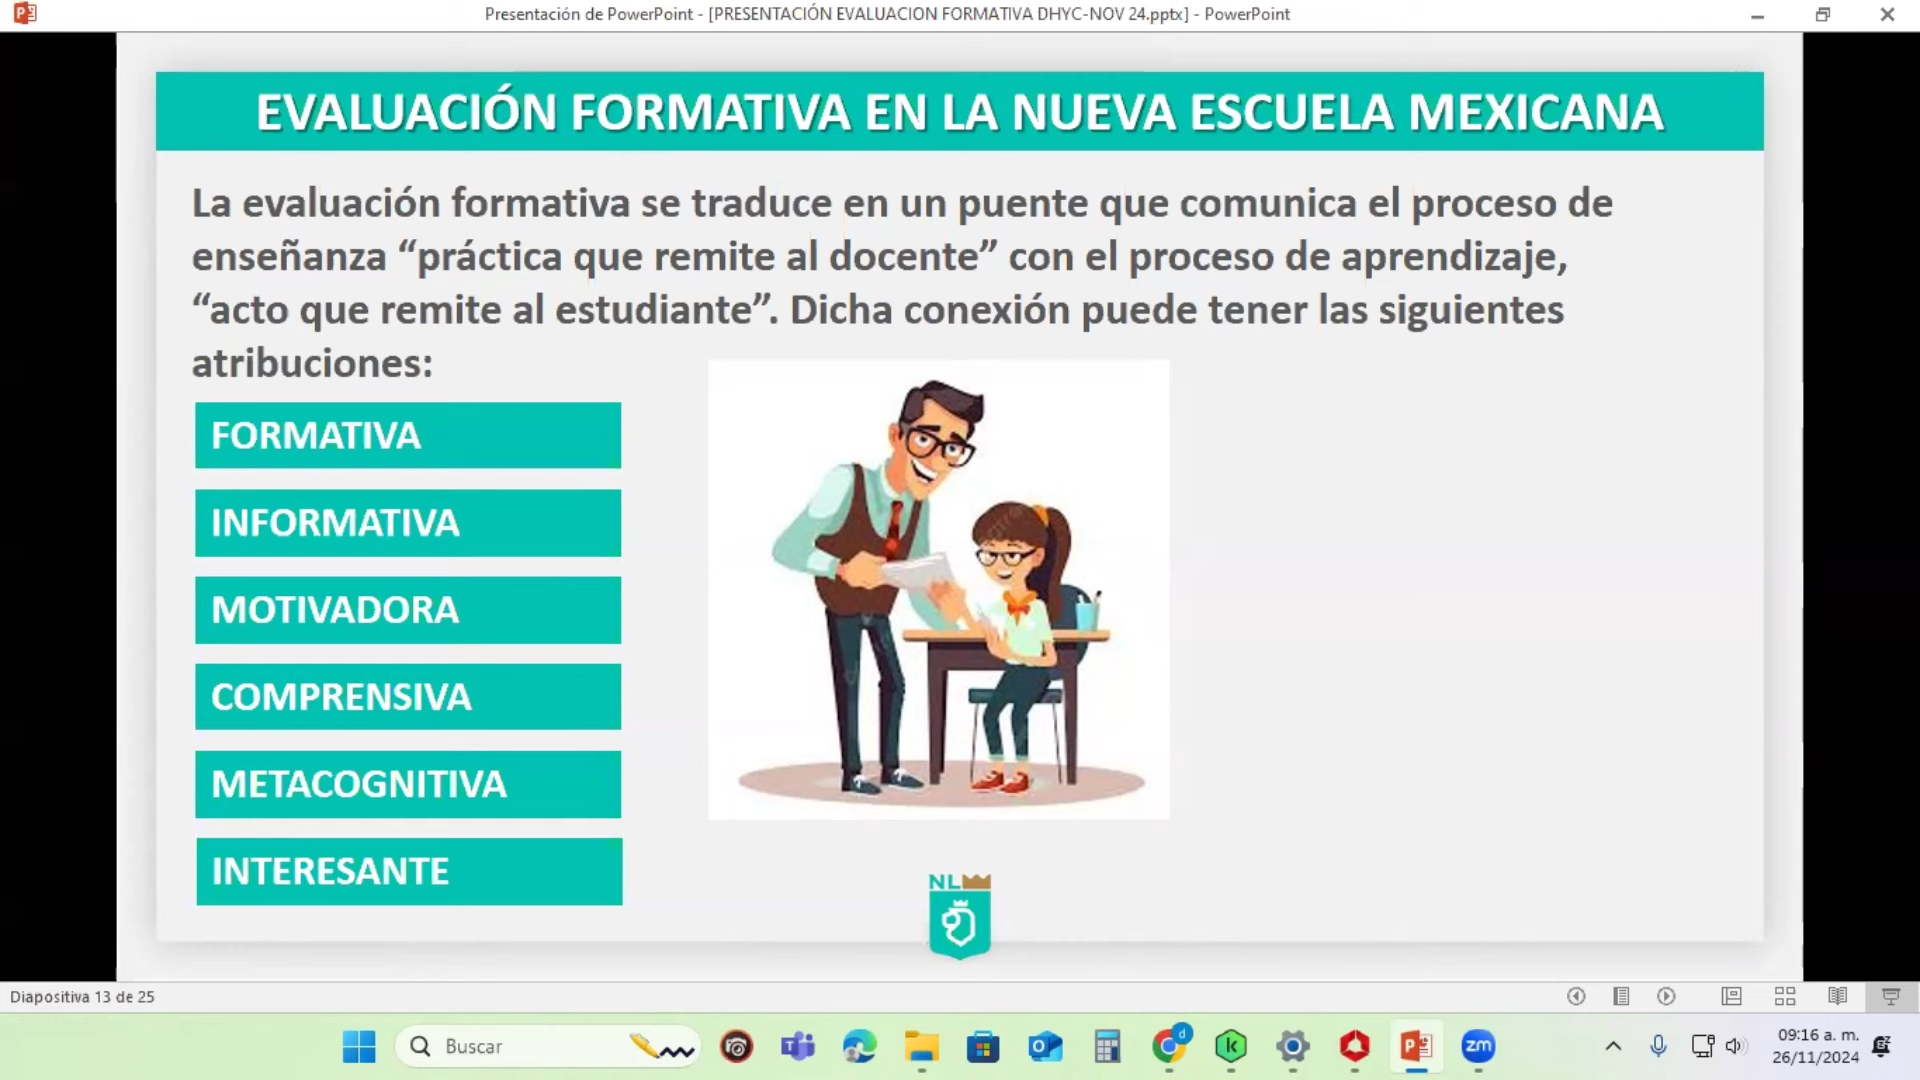 Presentación de PowerPoint - [PRESENTACIÓN EVALUACION FORMATIVA DHYC-NOV 24.pptx] - PowerPoint
EVALUACIÓN FORMATIVA EN LA NUEVA ESCUELA MEXICANA
La evaluación formativa se traduce en un puente que comunica el proceso de
enseñanza “práctica que remite al docente” con el proceso de aprendizaje,
“acto que remite al estudiante”. Dicha conexión puede tener las siguientes
atribuciones:
FORMATIVA
INFORMATIVA
MOTIVADORA
COMPRENSIVA
METACOGNITIVA
INTERESANTE
NL
Diapositiva 13 de 25
Buscar
d
k
zm
09:16 a. m.
26/11/2024